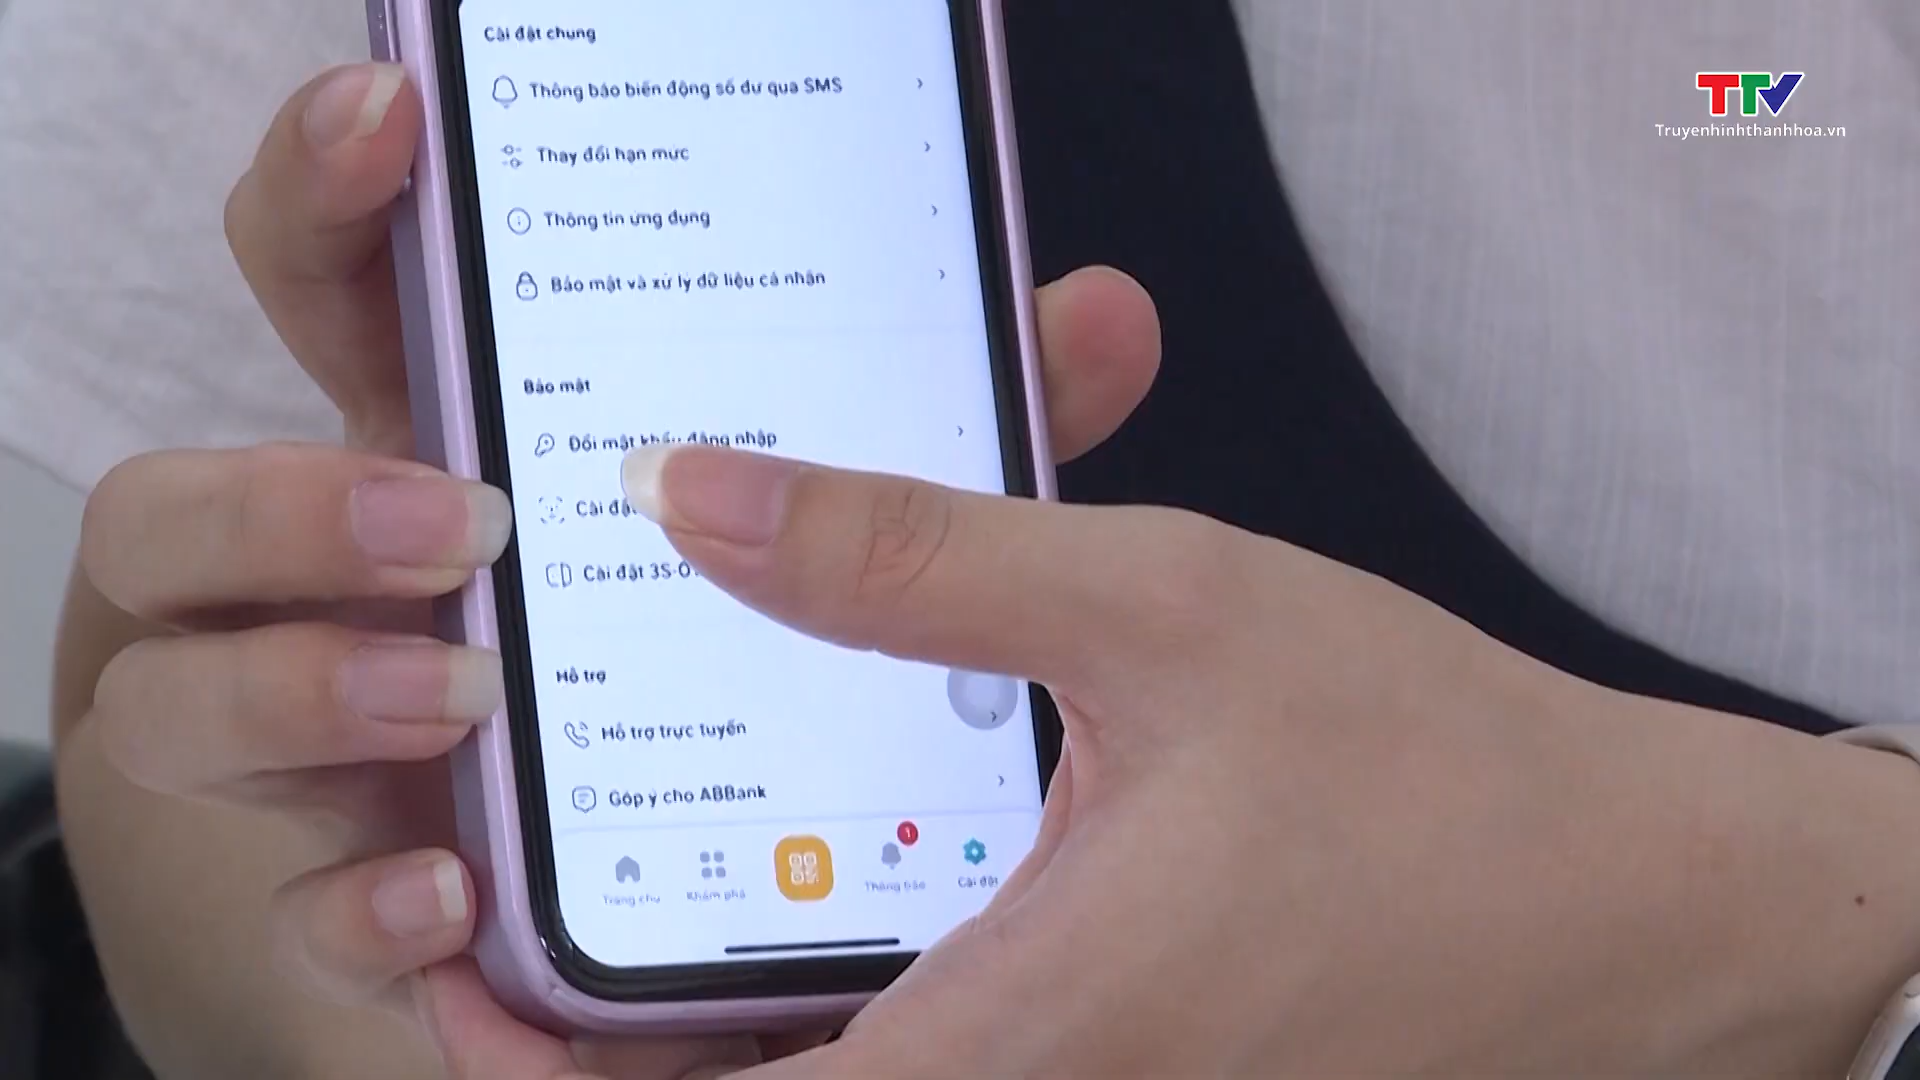 TTV
Truyenhinhthanhhoa.vn
Cài đặt chung
Thông báo biến động số dư qua SMS
Thay đổi hạn mức
Thông tin ứng dụng
Bảo mật và xử lý dữ liệu cá nhân
Bảo mật
Đổi mật khẩu đăng nhập
Cài đặt
Cài đặt 3S-O
Hỗ trợ
Hỗ trợ trực tuyến
Góp ý cho ABBank
1
Trang chủ
Khám phá
Thông báo
Cài đặt